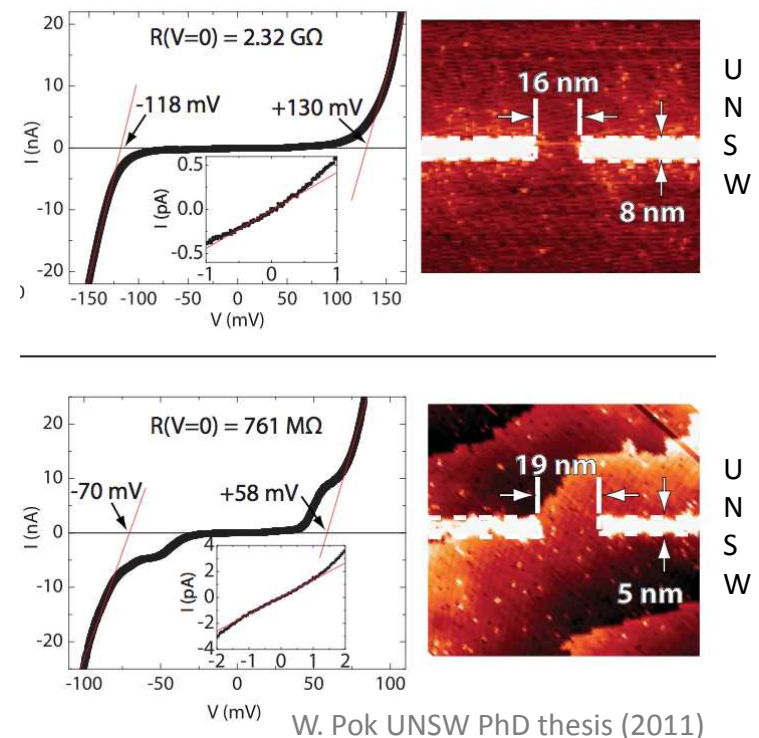 R(V=0) = 2.32 GΩ
-118 mV
+130 mV
I (nA)
20
10
0
-10
-20
I (pA)
0.5
0.0
-0.5
-1
0
1
-150 -100 -50 0 50 100 150
V (mV)
16 nm
8 nm
U
N
S
W
R(V=0) = 761 MΩ
-70 mV
+58 mV
I (nA)
20
10
0
-10
-20
I (pA)
4
2
0
-2
-4
-2
-1
0
1
2
-100 -50 0 50 100
V (mV)
19 nm
5 nm
U
N
S
W
W. Pok UNSW PhD thesis (2011)